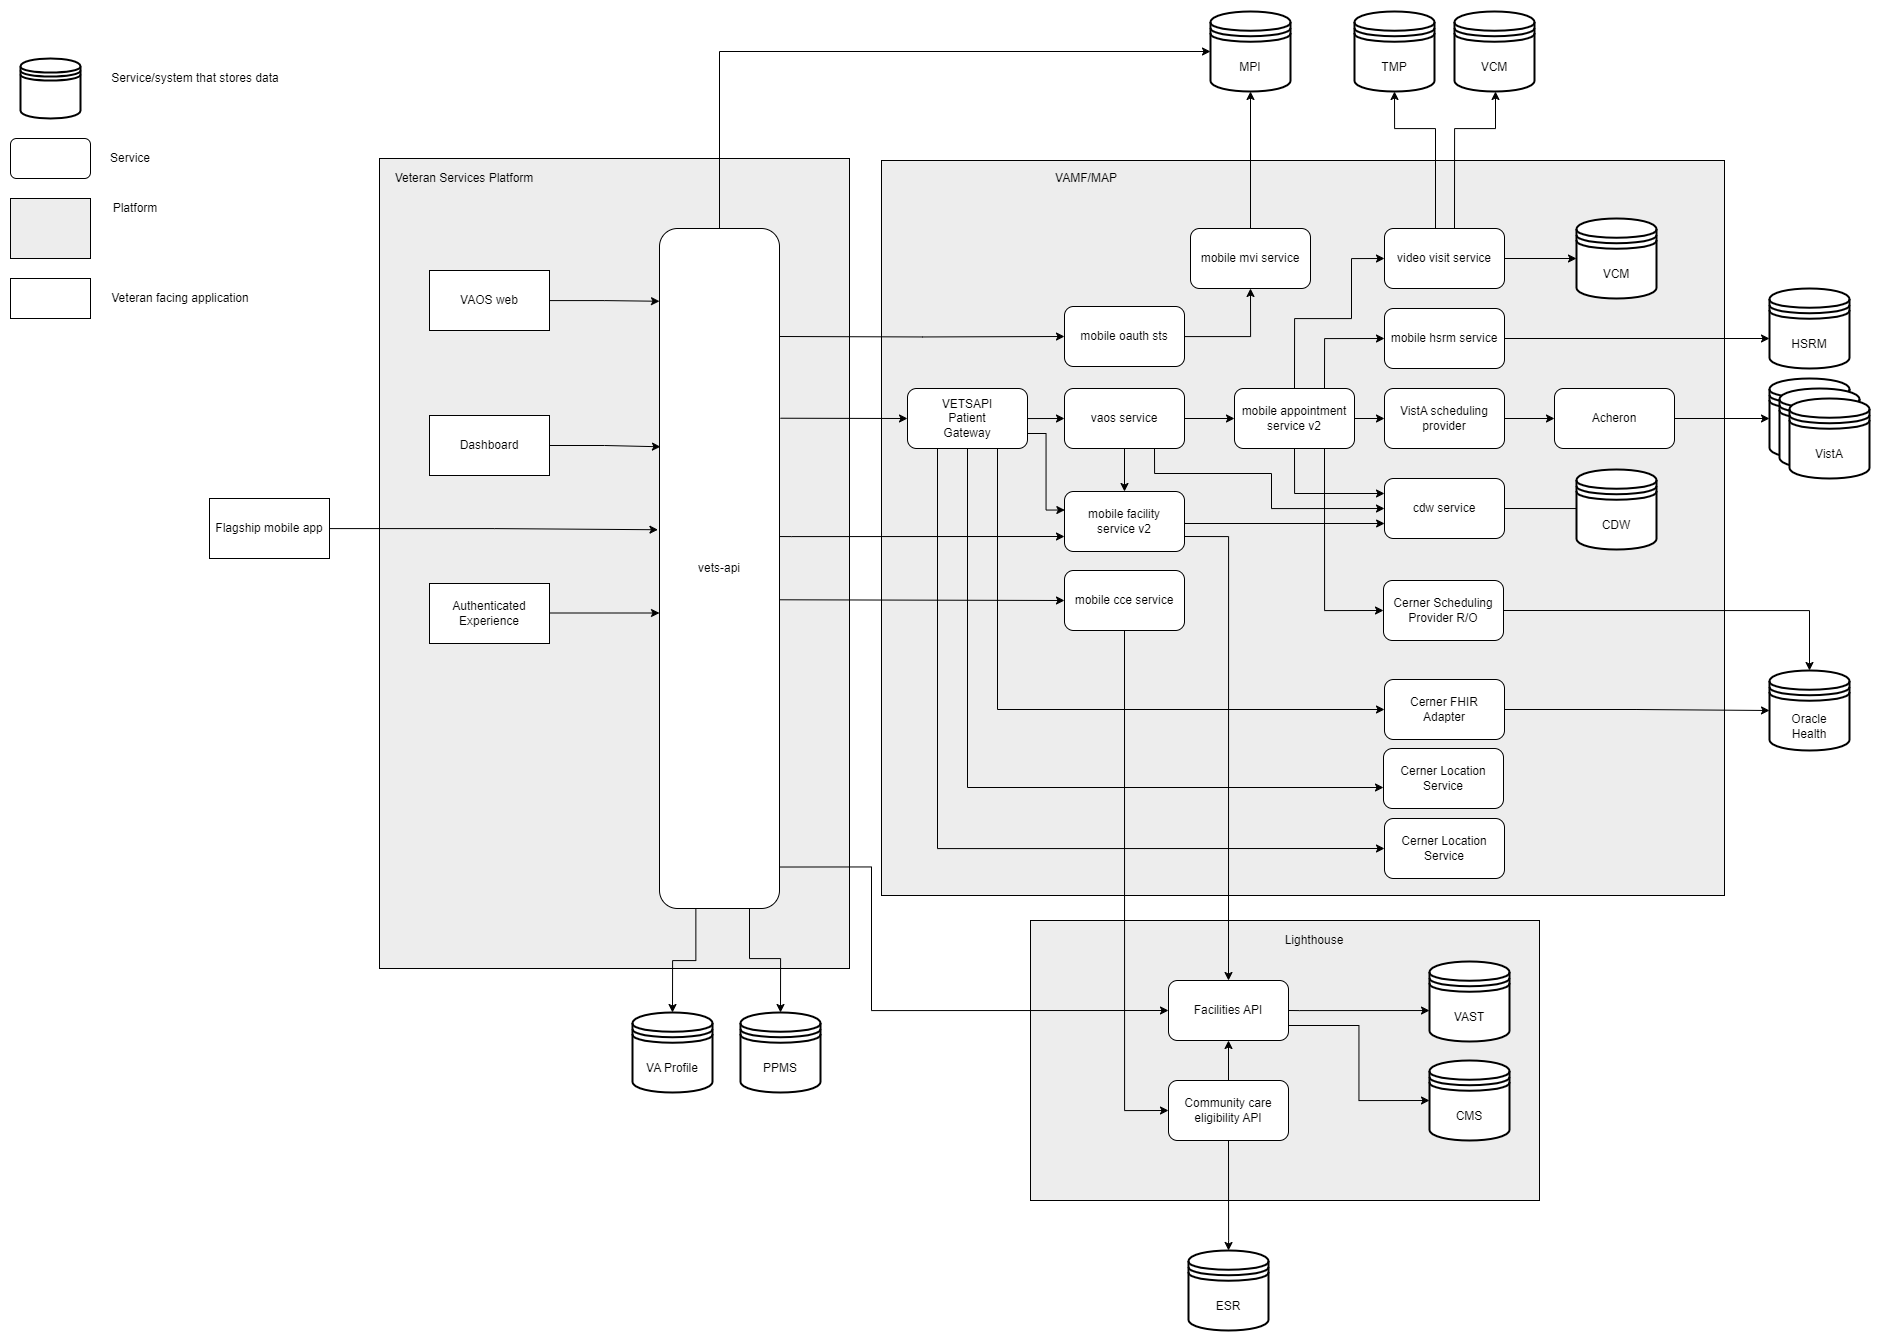 MPI
TMP
VCM
Service/system that stores data
Service
Platform
Veteran facing application
Veteran Services Platform
VAOS web
Dashboard
Flagship mobile app
Authenticated
Experience
vets-api
VA Profile
PPMS
VAMF/MAP
mobile mvi service
video visit service
VCM
mobile oauth sts
mobile hsrm service
HSRM
VETSAPI
Patient
Gateway
vaos service
mobile appointment
service v2
VistA scheduling
provider
Acheron
VistA
mobile facility
service v2
cdw service
CDW
mobile cce service
Cerner Scheduling
Provider R/O
Cerner FHIR
Adapter
Oracle
Health
Cerner Location
Service
Cerner Location
Service
Lighthouse
Facilities API
VAST
Community care
eligibility API
CMS
ESR